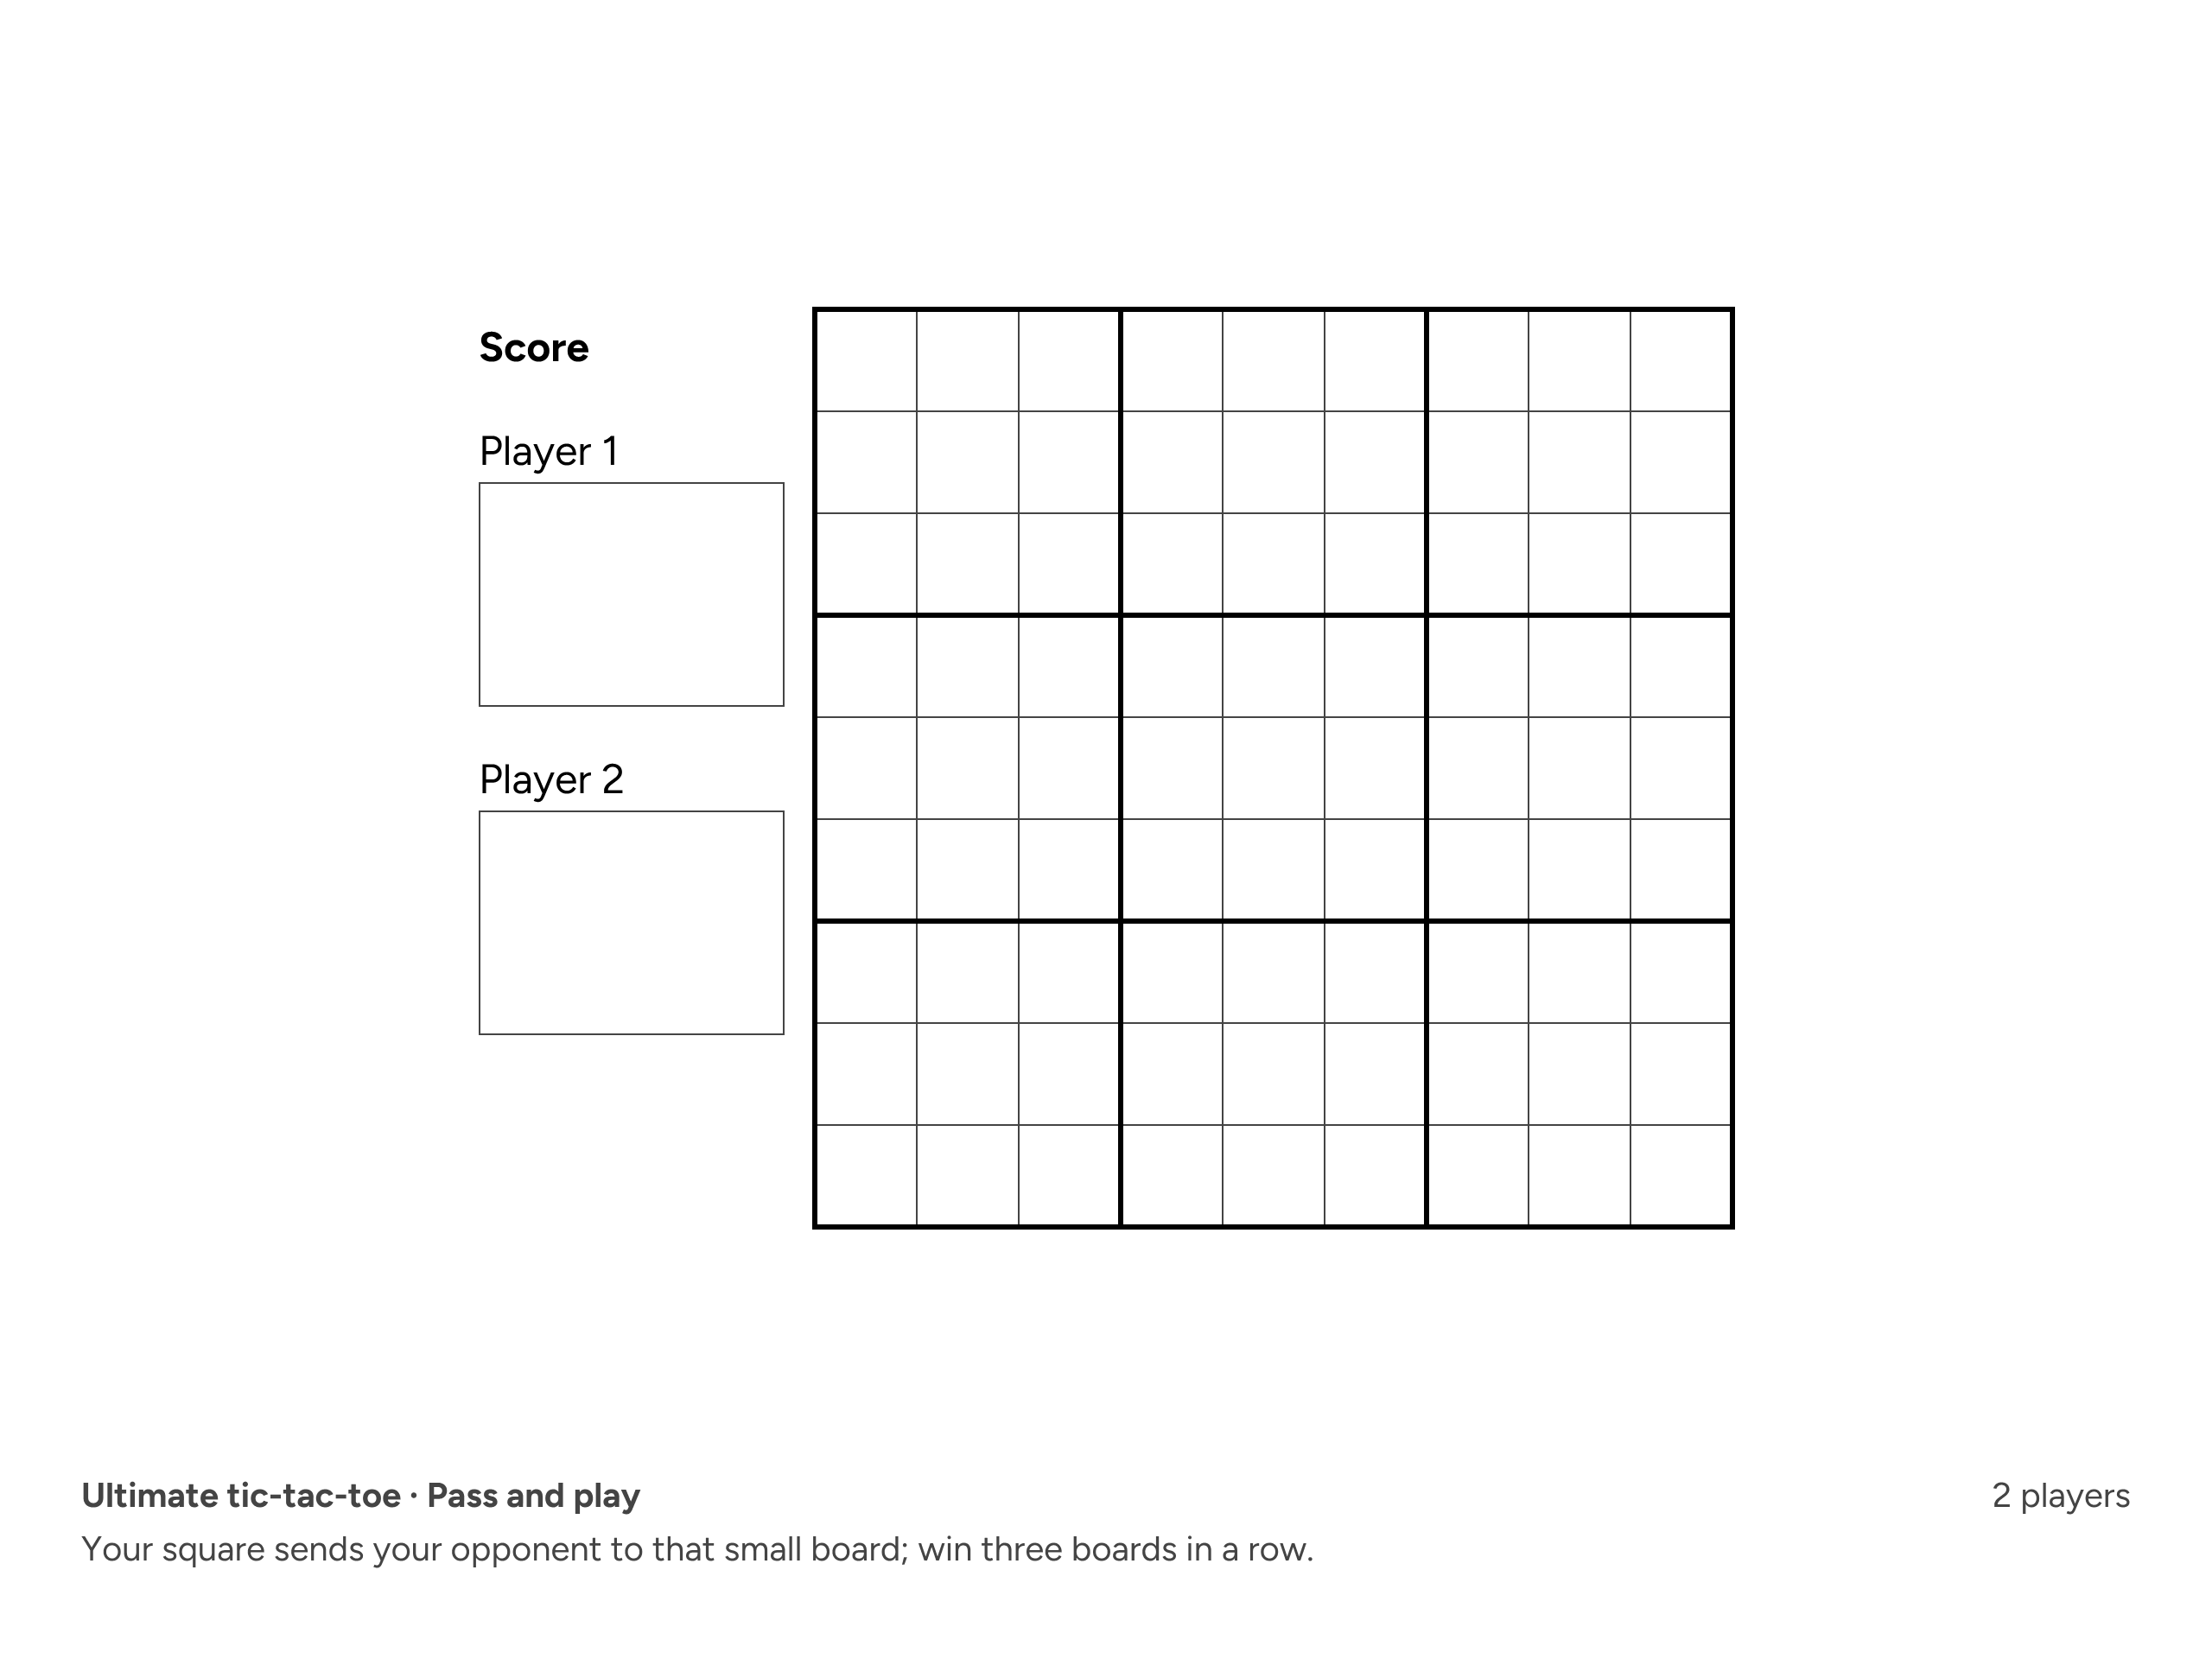 Score
Player 1
Player 2
Ultimate tic-tac-toe · Pass and play
2 players
Your square sends your opponent to that small board; win three boards in a row.